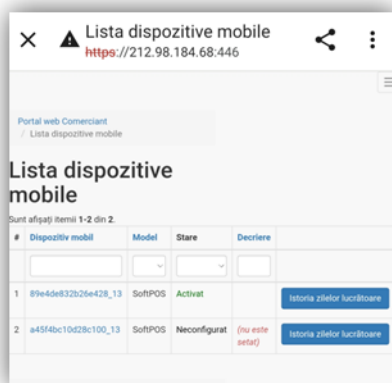 Lista dispozitive mobile
https://212.98.184.68:446
Portal web Comerciant
/ Lista dispozitive mobile
Lista dispozitive
mobile
Sunt afișați itemii 1-2 din 2.
# Dispozitiv mobil Model Stare Decriere
1 89e4de832b26e428_13 SoftPOS Activat Istoria zilelor lucrătoare
2 a45f4bc10d28c100_13 SoftPOS Neconfigurat (nu este
setat) Istoria zilelor lucrătoare